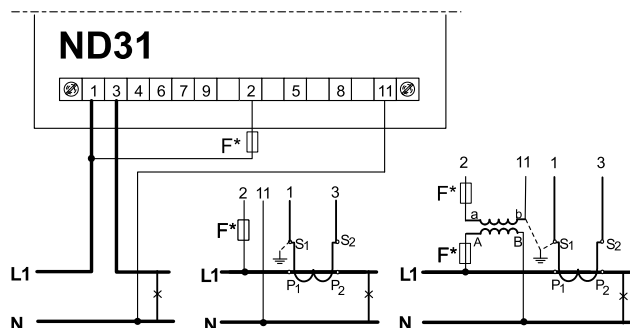 ND31
1 3 4 6 7 9 2 5 8 11
F*
2 11 1 3
F*
S1 S2
L1 P1 P2
N
2 11 1 3
F*
a b
A B
F*
S1 S2
L1 P1 P2
N
L1
N